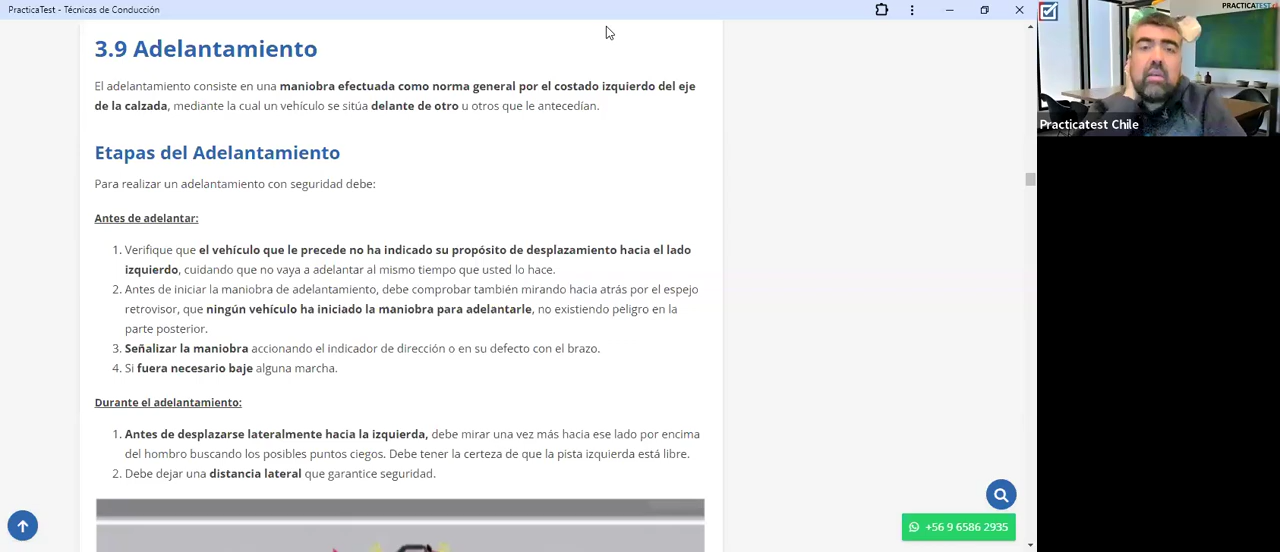 PracticaTest - Técnicas de Conducción
PRACTICATEST
3.9 Adelantamiento
El adelantamiento consiste en una maniobra efectuada como norma general por el costado izquierdo del eje
de la calzada, mediante la cual un vehículo se sitúa delante de otro u otros que le antecedían.
Practicatest Chile
Etapas del Adelantamiento
Para realizar un adelantamiento con seguridad debe:
Antes de adelantar:
1. Verifique que el vehículo que le precede no ha indicado su propósito de desplazamiento hacia el lado
izquierdo, cuidando que no vaya a adelantar al mismo tiempo que usted lo hace.
2. Antes de iniciar la maniobra de adelantamiento, debe comprobar también mirando hacia atrás por el espejo
retrovisor, que ningún vehículo ha iniciado la maniobra para adelantarle, no existiendo peligro en la
parte posterior.
3. Señalizar la maniobra accionando el indicador de dirección o en su defecto con el brazo.
4. Si fuera necesario baje alguna marcha.
Durante el adelantamiento:
1. Antes de desplazarse lateralmente hacia la izquierda, debe mirar una vez más hacia ese lado por encima
del hombro buscando los posibles puntos ciegos. Debe tener la certeza de que la pista izquierda está libre.
2. Debe dejar una distancia lateral que garantice seguridad.
+56 9 6586 2935